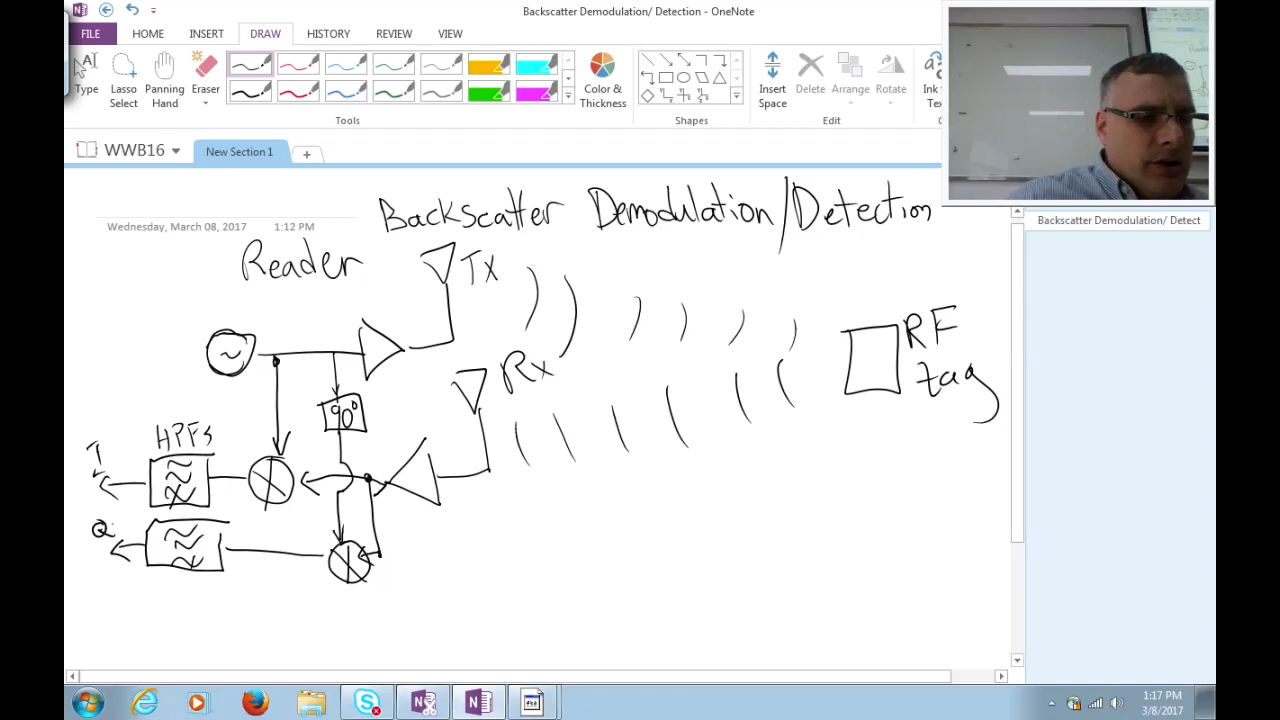 Backscatter Demodulation/ Detection - OneNote
FILE
HOME
INSERT
DRAW
HISTORY
REVIEW
VIEW
Type
Lasso
Select
Panning
Hand
Eraser
Color &
Thickness
Insert
Space
Delete
Arrange
Rotate
Ink to
Tools
Shapes
Edit
WWB16
New Section 1
Backscatter Demodulation/ Detect
Wednesday, March 08, 2017
1:12 PM
Backscatter Demodulation/Detection
Reader
Tx
RF
tag
Rx
90°
HPFs
I
Q
1:17 PM
3/8/2017